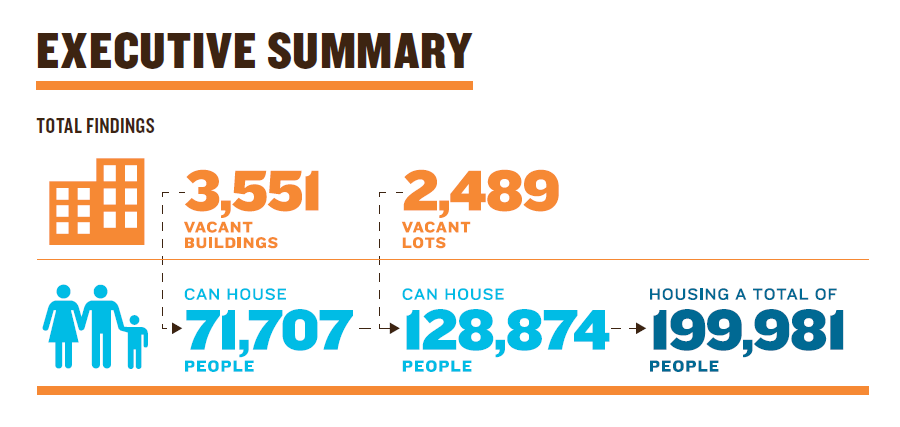 EXECUTIVE SUMMARY
TOTAL FINDINGS
3,551
VACANT
BUILDINGS
2,489
VACANT
LOTS
CAN HOUSE
71,707
PEOPLE
CAN HOUSE
128,874
PEOPLE
HOUSING A TOTAL OF
199,981
PEOPLE